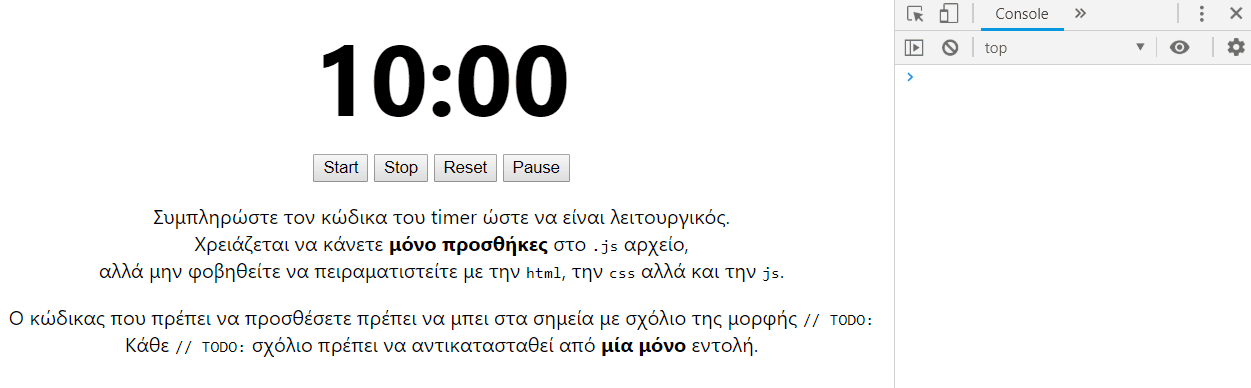 Console
top
10:00
Start Stop Reset Pause
Συμπληρώστε τον κώδικα του timer ώστε να είναι λειτουργικός.
Χρειάζεται να κάνετε μόνο προσθήκες στο .js αρχείο,
αλλά μην φοβηθείτε να πειραματιστείτε με την html, την css αλλά και την js.
Ο κώδικας που πρέπει να προσθέσετε πρέπει να μπει στα σημεία με σχόλιο της μορφής // TODO:
Κάθε // TODO: σχόλιο πρέπει να αντικατασταθεί από μία μόνο εντολή.